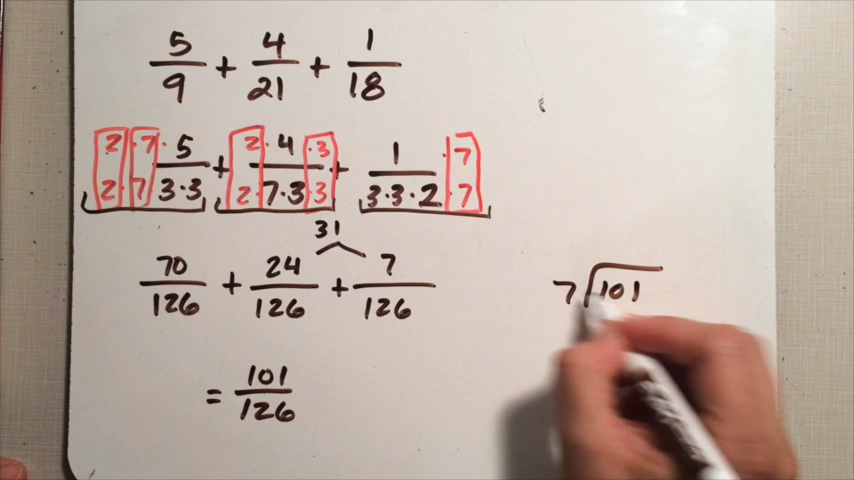 5/9 + 4/21 + 1/18
2·7·5/2·7·3·3 + 2·4·3/2·7·3·3 + 1·7/3·3·2·7
31
70/126 + 24/126 + 7/126
7 101
= 101/126